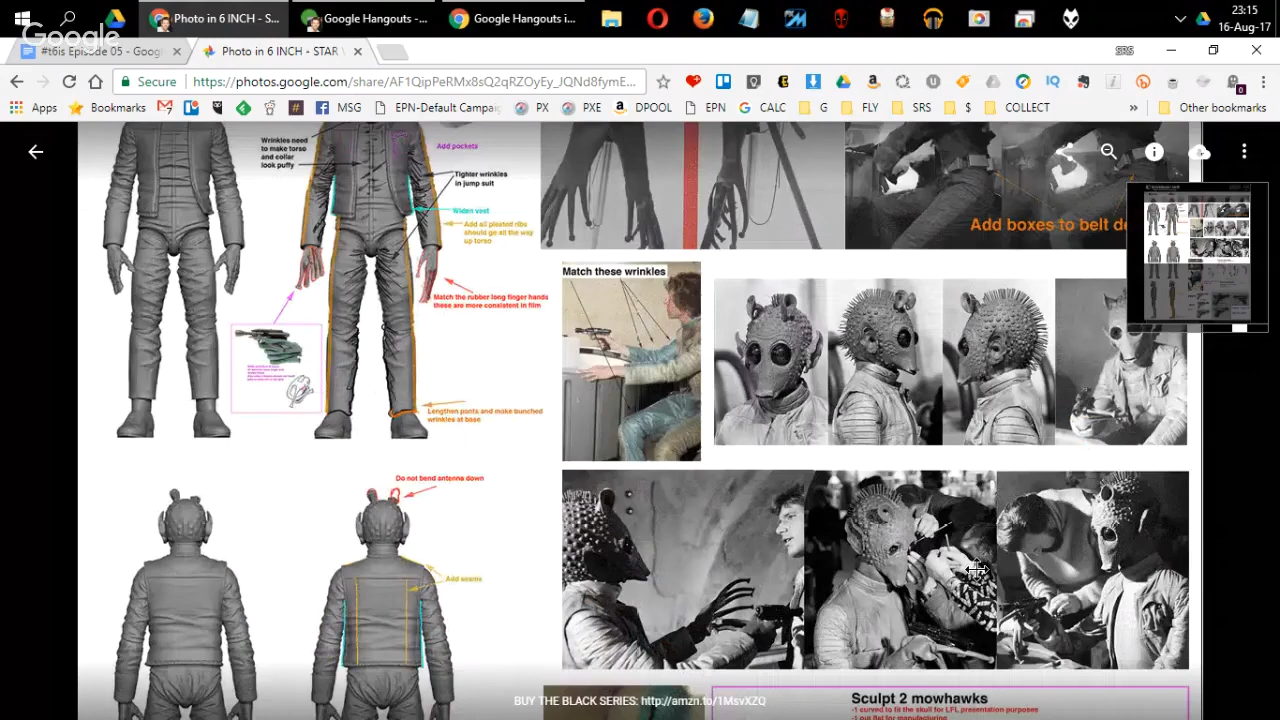 Photo in 6 INCH - S...
Google Hangouts -...
Google Hangouts i...
23:15
16-Aug-17
Google
#t6is Episode 05 - Googl
Photo in 6 INCH - STAR
SRS
Secure
https://photos.google.com/share/AF1QipPeRMx8sQ2qRZOyEy_JQNd8fymE...
Apps
Bookmarks
MSG
EPN-Default Campai
PX
PXE
DPOOL
EPN
CALC
G
FLY
SRS
$
COLLECT
Other bookmarks
Wrinkles need
to make torso
and collar
look puffy
Add pockets
Tighter wrinkles
in jump suit
Widen vest
Add all pleated ribs
should go all the way
up torso
Match the rubber long finger hands
these are more consistent in film
Lengthen pants and make bunched
wrinkles at base
Add boxes to belt de
Match these wrinkles
Do not bend antenna down
Add seams
BUY THE BLACK SERIES: http://amzn.to/1MsvXZQ
Sculpt 2 mowhawks
-1 curved to fit the skull for LFL presentation purposes
-1 cut flat for manufacturing